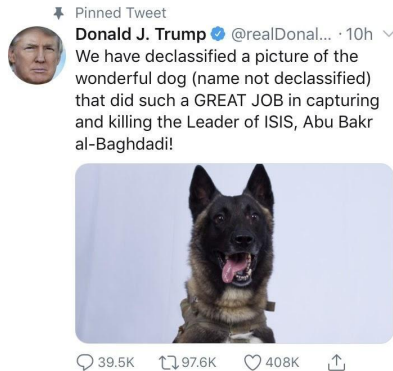 Pinned Tweet
Donald J. Trump @realDonal... · 10h
We have declassified a picture of the
wonderful dog (name not declassified)
that did such a GREAT JOB in capturing
and killing the Leader of ISIS, Abu Bakr
al-Baghdadi!
39.5K 97.6K 408K